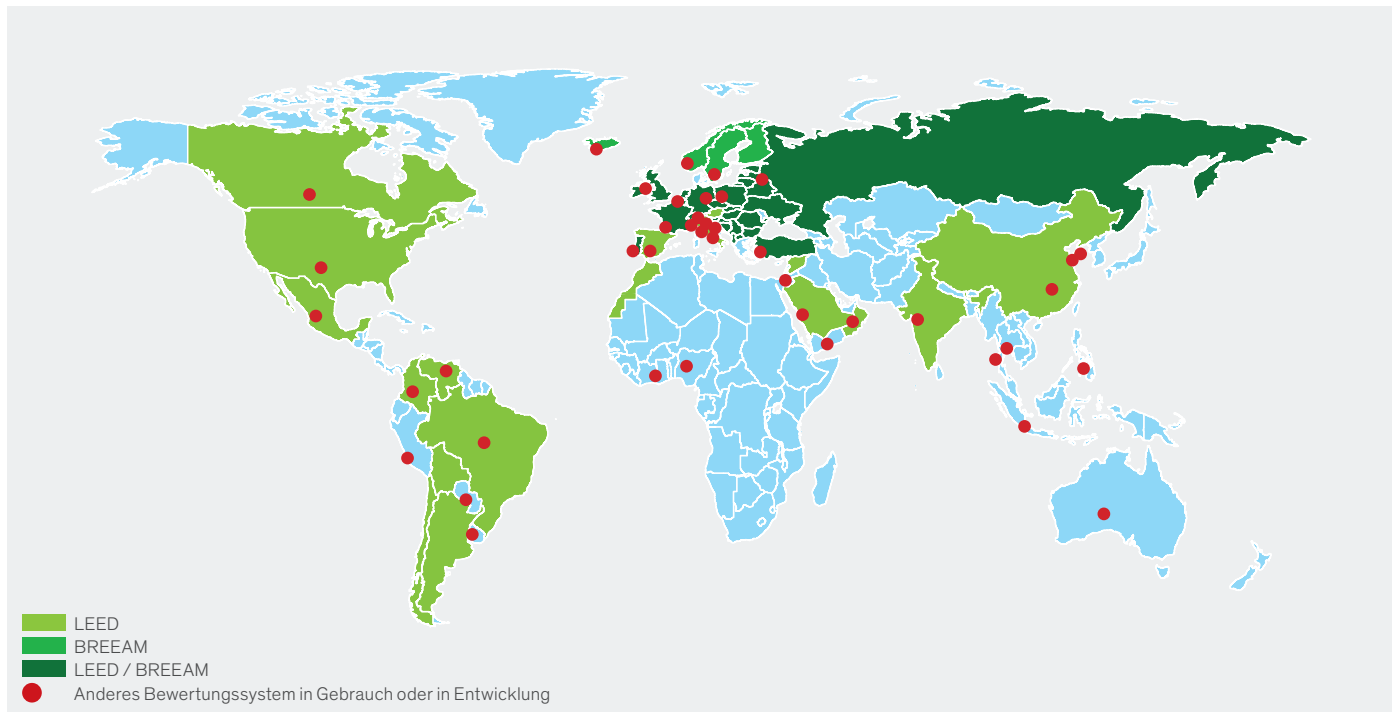 LEED
BREEAM
LEED / BREEAM
Anderes Bewertungssystem in Gebrauch oder in Entwicklung